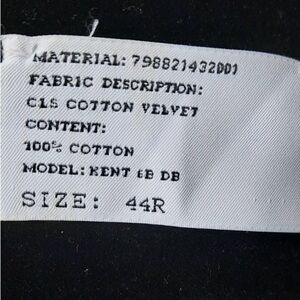 MATERIAL: 798821432001
FABRIC DESCRIPTION:
CLS COTTON VELVET
CONTENT:
100% COTTON
MODEL: KENT 6B DB
SIZE: 44R